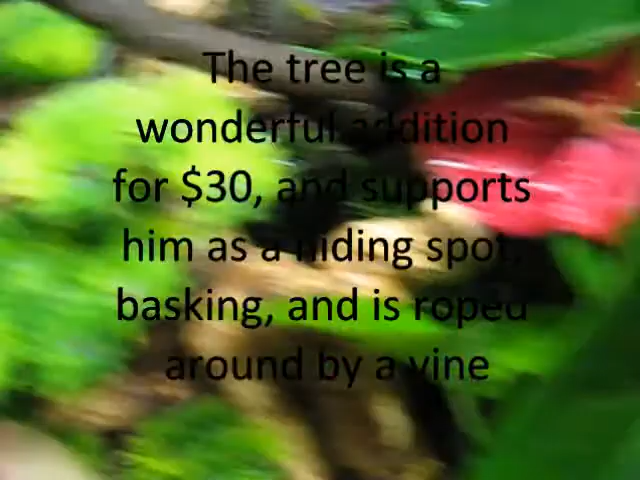 The tree is a
wonderful addition
for $30, and supports
him as a hiding spot,
basking, and is roped
around by a vine